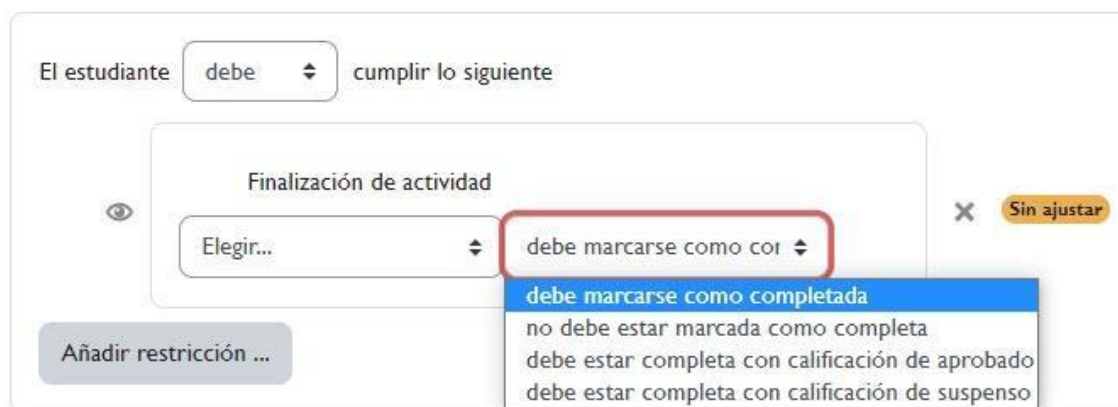 El estudiante debe cumplir lo siguiente
Finalización de actividad
Sin ajustar
Elegir... debe marcarse como cor
debe marcarse como completada
no debe estar marcada como completa
Añadir restricción ...
debe estar completa con calificación de aprobado
debe estar completa con calificación de suspenso